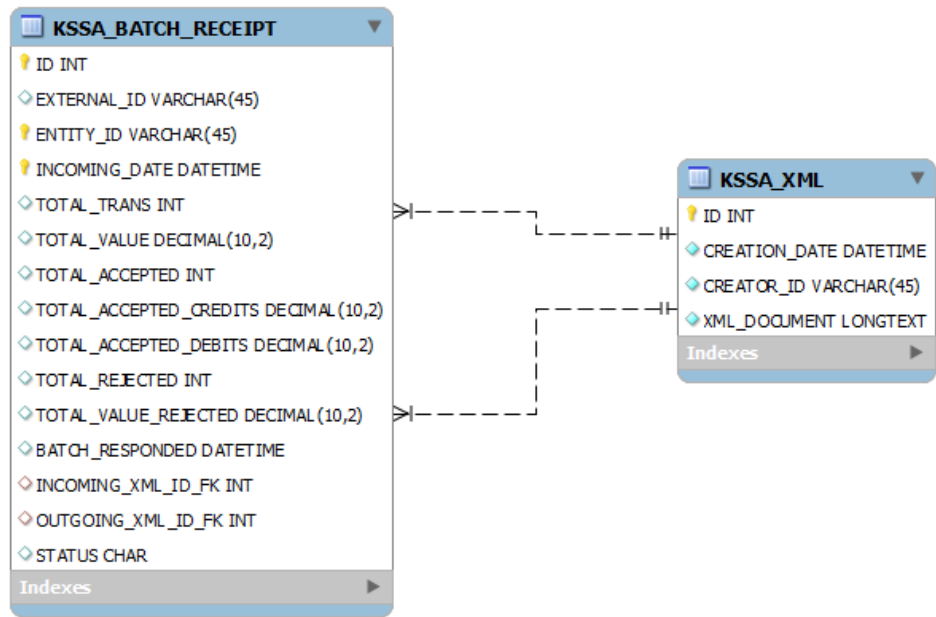 KSSA_BATCH_RECEIPT
ID INT
EXTERNAL_ID VARCHAR(45)
ENTITY_ID VARCHAR(45)
INCOMING_DATE DATETIME
TOTAL_TRANS INT
TOTAL_VALUE DECIMAL(10,2)
TOTAL_ACCEPTED INT
TOTAL_ACCEPTED_CREDITS DECIMAL(10,2)
TOTAL_ACCEPTED_DEBITS DECIMAL(10,2)
TOTAL_REJECTED INT
TOTAL_VALUE_REJECTED DECIMAL(10,2)
BATCH_RESPONDED DATETIME
INCOMING_XML_ID_FK INT
OUTGOING_XML_ID_FK INT
STATUS CHAR
Indexes
KSSA_XML
ID INT
CREATION_DATE DATETIME
CREATOR_ID VARCHAR(45)
XML_DOCUMENT LONGTEXT
Indexes